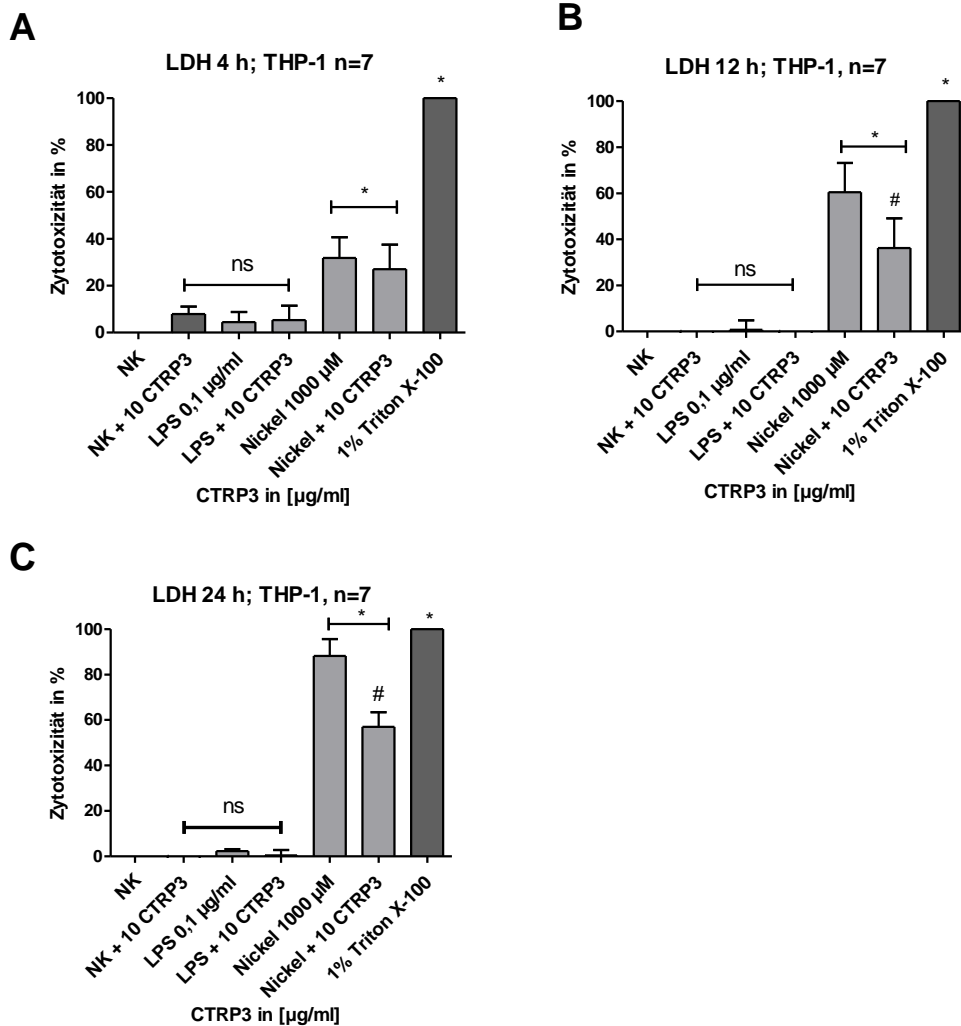 A
LDH 4 h; THP-1 n=7
Zytotoxizität in %
100
80
60
40
20
0
ns
*
*
NK
NK + 10 CTRP3
LPS 0,1 µg/ml
LPS + 10 CTRP3
Nickel 1000 µM
Nickel + 10 CTRP3
1% Triton X-100
CTRP3 in [µg/ml]
B
LDH 12 h; THP-1, n=7
Zytotoxizität in %
100
80
60
40
20
0
ns
*
#
*
NK
NK + 10 CTRP3
LPS 0,1 µg/ml
LPS + 10 CTRP3
Nickel 1000 µM
Nickel + 10 CTRP3
1% Triton X-100
CTRP3 in [µg/ml]
C
LDH 24 h; THP-1, n=7
Zytotoxizität in %
100
80
60
40
20
0
ns
*
#
*
NK
NK + 10 CTRP3
LPS 0,1 µg/ml
LPS + 10 CTRP3
Nickel 1000 µM
Nickel + 10 CTRP3
1% Triton X-100
CTRP3 in [µg/ml]